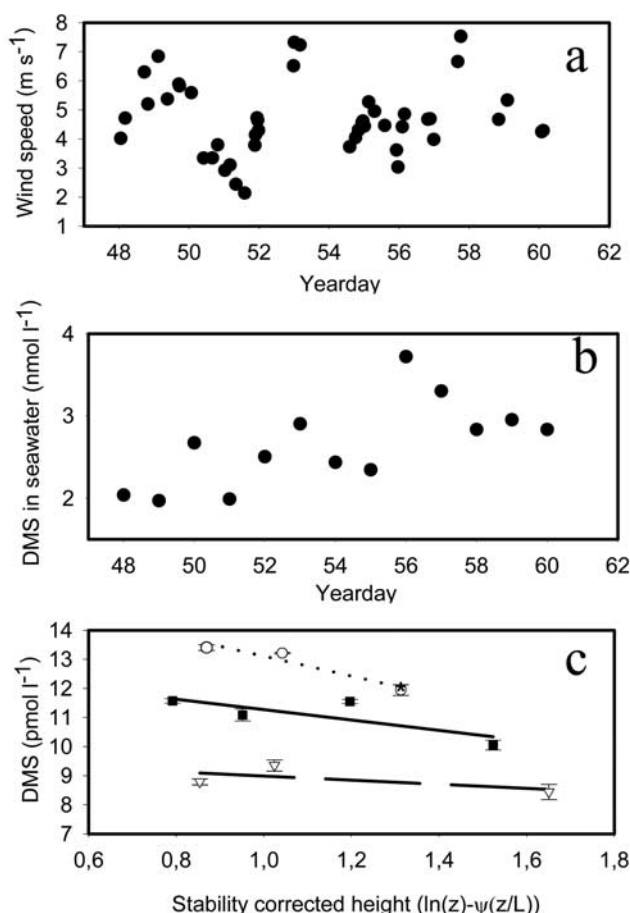 8
7
6
5
4
3
2
1
Wind speed (m s⁻¹)
a
48 50 52 54 56 58 60 62
Yearday
4
3
2
DMS in seawater (nmol l⁻¹)
b
48 50 52 54 56 58 60 62
Yearday
14
13
12
11
10
9
8
7
DMS (pmol l⁻¹)
c
0,6 0,8 1,0 1,2 1,4 1,6 1,8
Stability corrected height (ln(z)-ψ(z/L))